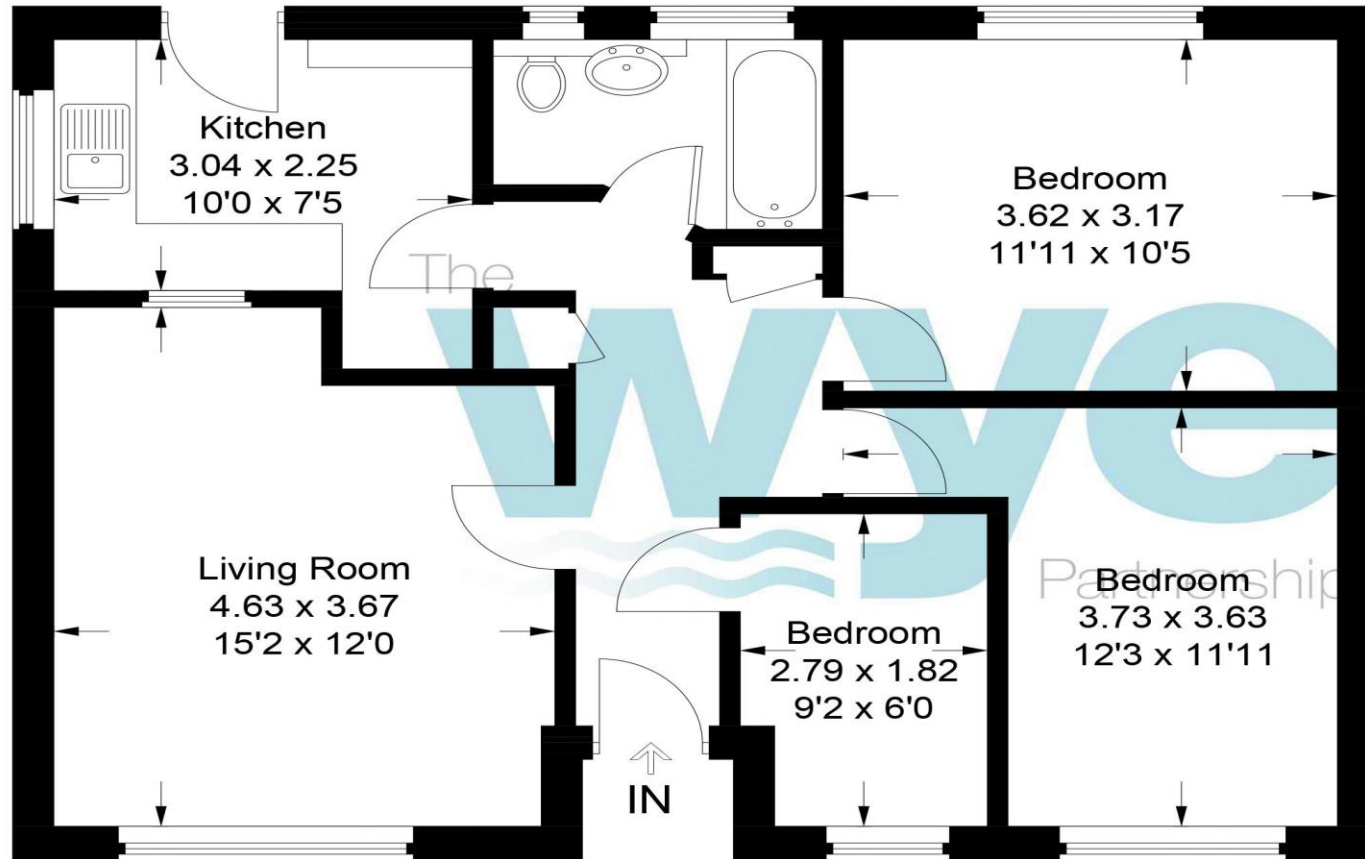 Kitchen
3.04 x 2.25
10'0 x 7'5
Bedroom
3.62 x 3.17
11'11 x 10'5
The
wye
Partnership
Living Room
4.63 x 3.67
15'2 x 12'0
Bedroom
2.79 x 1.82
9'2 x 6'0
Bedroom
3.73 x 3.63
12'3 x 11'11
IN